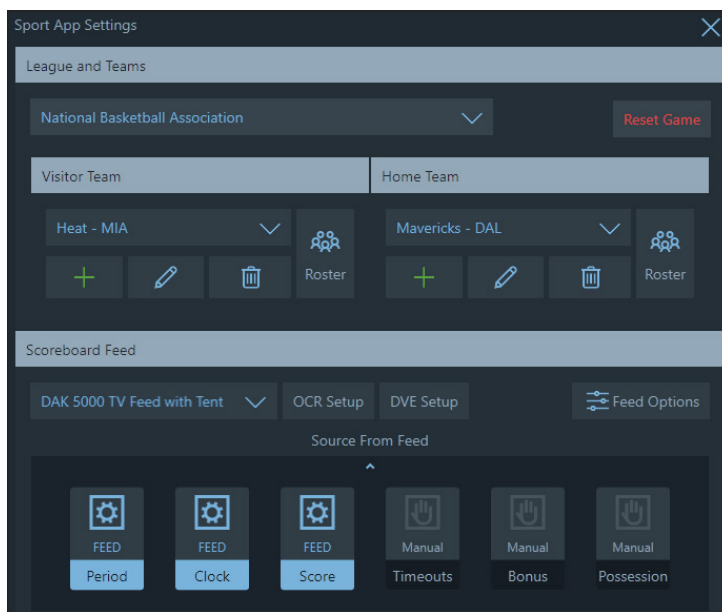 Sport App Settings
League and Teams
National Basketball Association
Reset Game
Visitor Team
Home Team
Heat - MIA
Roster
Mavericks - DAL
Roster
Scoreboard Feed
DAK 5000 TV Feed with Tent
OCR Setup
DVE Setup
Feed Options
Source From Feed
FEED
FEED
FEED
Manual
Manual
Manual
Period
Clock
Score
Timeouts
Bonus
Possession